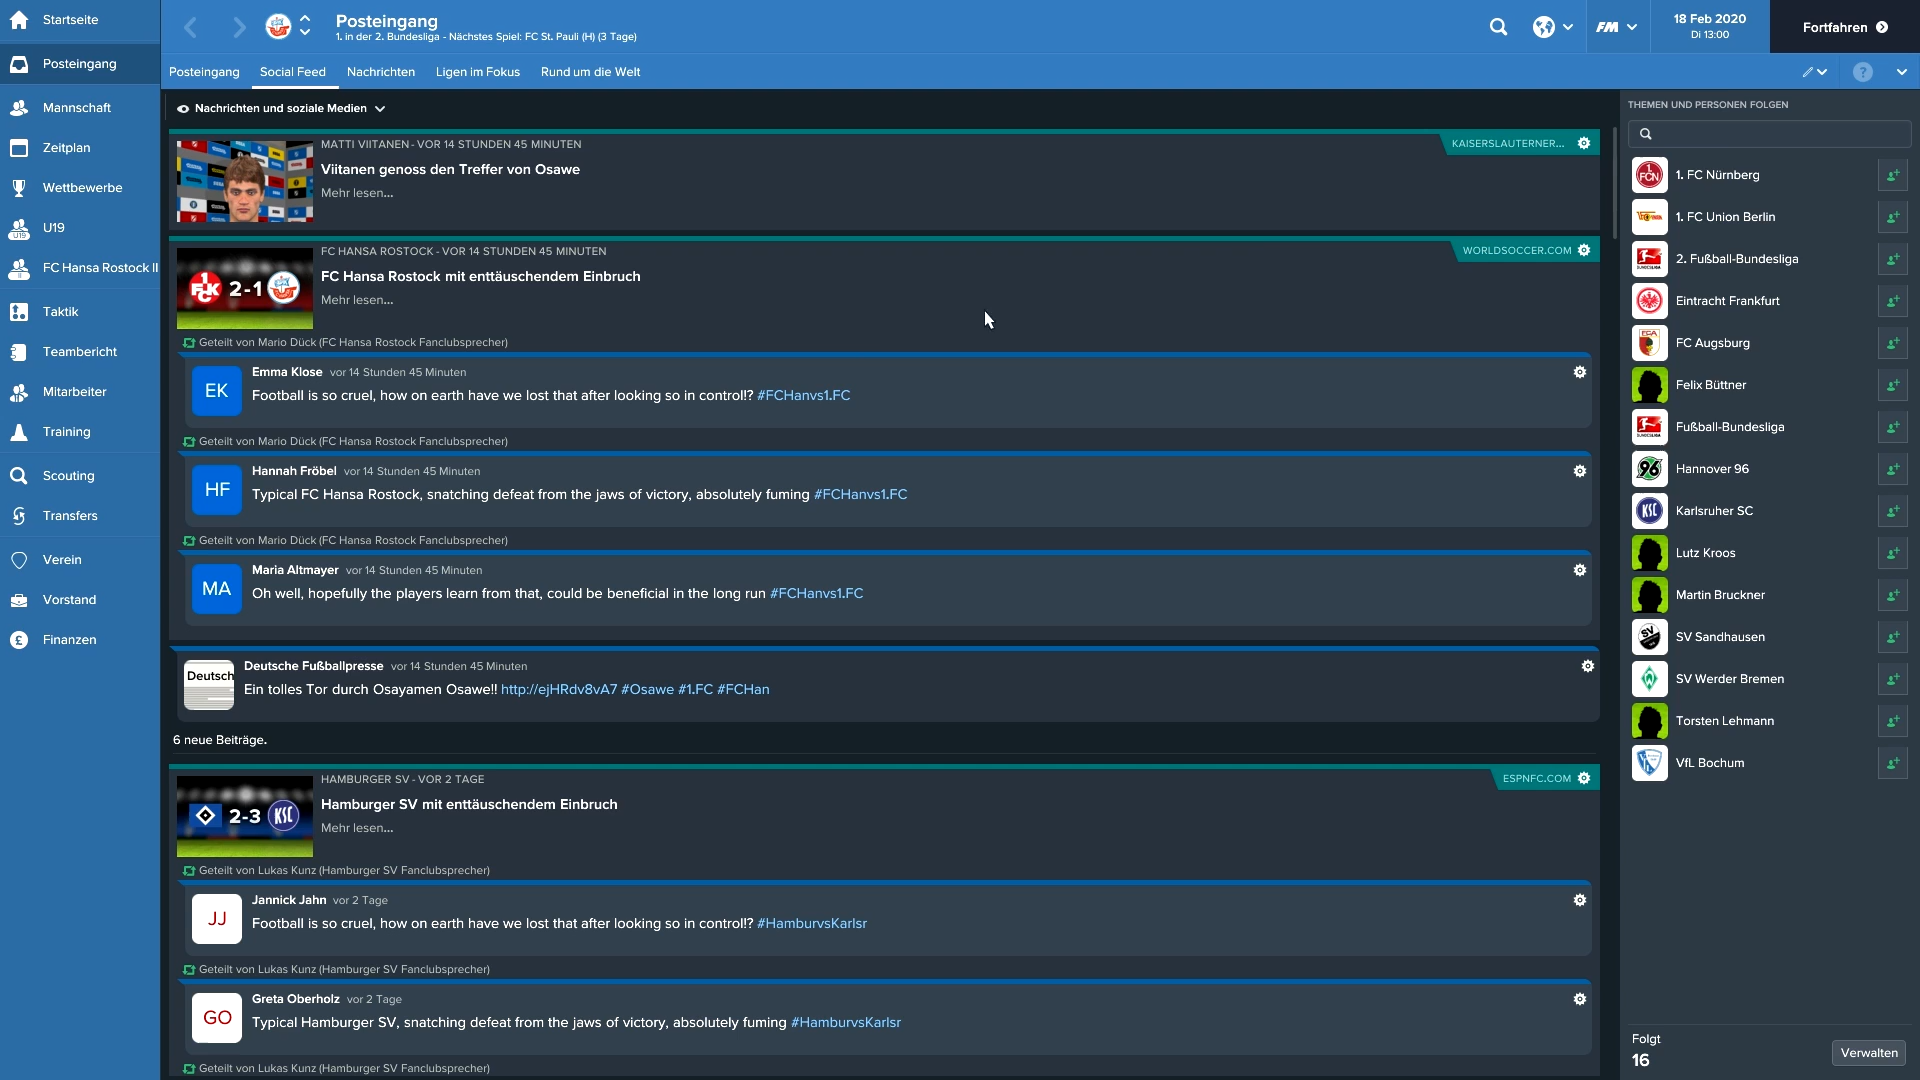 Startseite
Posteingang
Mannschaft
Zeitplan
Wettbewerbe
U19
U19
FC Hansa Rostock II
II
Taktik
Teambericht
Mitarbeiter
Training
Scouting
Transfers
Verein
Vorstand
Finanzen
Posteingang
1. in der 2. Bundesliga - Nächstes Spiel: FC St. Pauli (H) (3 Tage)
FM
18 Feb 2020
Di 13:00
Fortfahren
Posteingang
Social Feed
Nachrichten
Ligen im Fokus
Rund um die Welt
?
Nachrichten und soziale Medien
MATTI VIITANEN - VOR 14 STUNDEN 45 MINUTEN
KAISERSLAUTERNER...
Viitanen genoss den Treffer von Osawe
Mehr lesen...
FC HANSA ROSTOCK - VOR 14 STUNDEN 45 MINUTEN
WORLDSOCCER.COM
FC Hansa Rostock mit enttäuschendem Einbruch
2-1
Mehr lesen...
Geteilt von Mario Dück (FC Hansa Rostock Fanclubsprecher)
EK
Emma Klose vor 14 Stunden 45 Minuten
Football is so cruel, how on earth have we lost that after looking so in control!? #FCHanvs1.FC
Geteilt von Mario Dück (FC Hansa Rostock Fanclubsprecher)
HF
Hannah Fröbel vor 14 Stunden 45 Minuten
Typical FC Hansa Rostock, snatching defeat from the jaws of victory, absolutely fuming #FCHanvs1.FC
Geteilt von Mario Dück (FC Hansa Rostock Fanclubsprecher)
MA
Maria Altmayer vor 14 Stunden 45 Minuten
Oh well, hopefully the players learn from that, could be beneficial in the long run #FCHanvs1.FC
Deutsch
Deutsche Fußballpresse vor 14 Stunden 45 Minuten
Ein tolles Tor durch Osayamen Osawe!! http://ejHRdv8vA7 #Osawe #1.FC #FCHan
6 neue Beiträge.
HAMBURGER SV - VOR 2 TAGE
ESPNFC.COM
Hamburger SV mit enttäuschendem Einbruch
2-3
KSC
Mehr lesen...
Geteilt von Lukas Kunz (Hamburger SV Fanclubsprecher)
JJ
Jannick Jahn vor 2 Tage
Football is so cruel, how on earth have we lost that after looking so in control!? #HamburvsKarlsr
Geteilt von Lukas Kunz (Hamburger SV Fanclubsprecher)
GO
Greta Oberholz vor 2 Tage
Typical Hamburger SV, snatching defeat from the jaws of victory, absolutely fuming #HamburvsKarlsr
Geteilt von Lukas Kunz (Hamburger SV Fanclubsprecher)
THEMEN UND PERSONEN FOLGEN
1. FC Nürnberg
1. FC Union Berlin
2. Fußball-Bundesliga
Eintracht Frankfurt
FC Augsburg
Felix Büttner
Fußball-Bundesliga
Hannover 96
Karlsruher SC
Lutz Kroos
Martin Bruckner
SV Sandhausen
SV Werder Bremen
Torsten Lehmann
VfL Bochum
Folgt
16
Verwalten